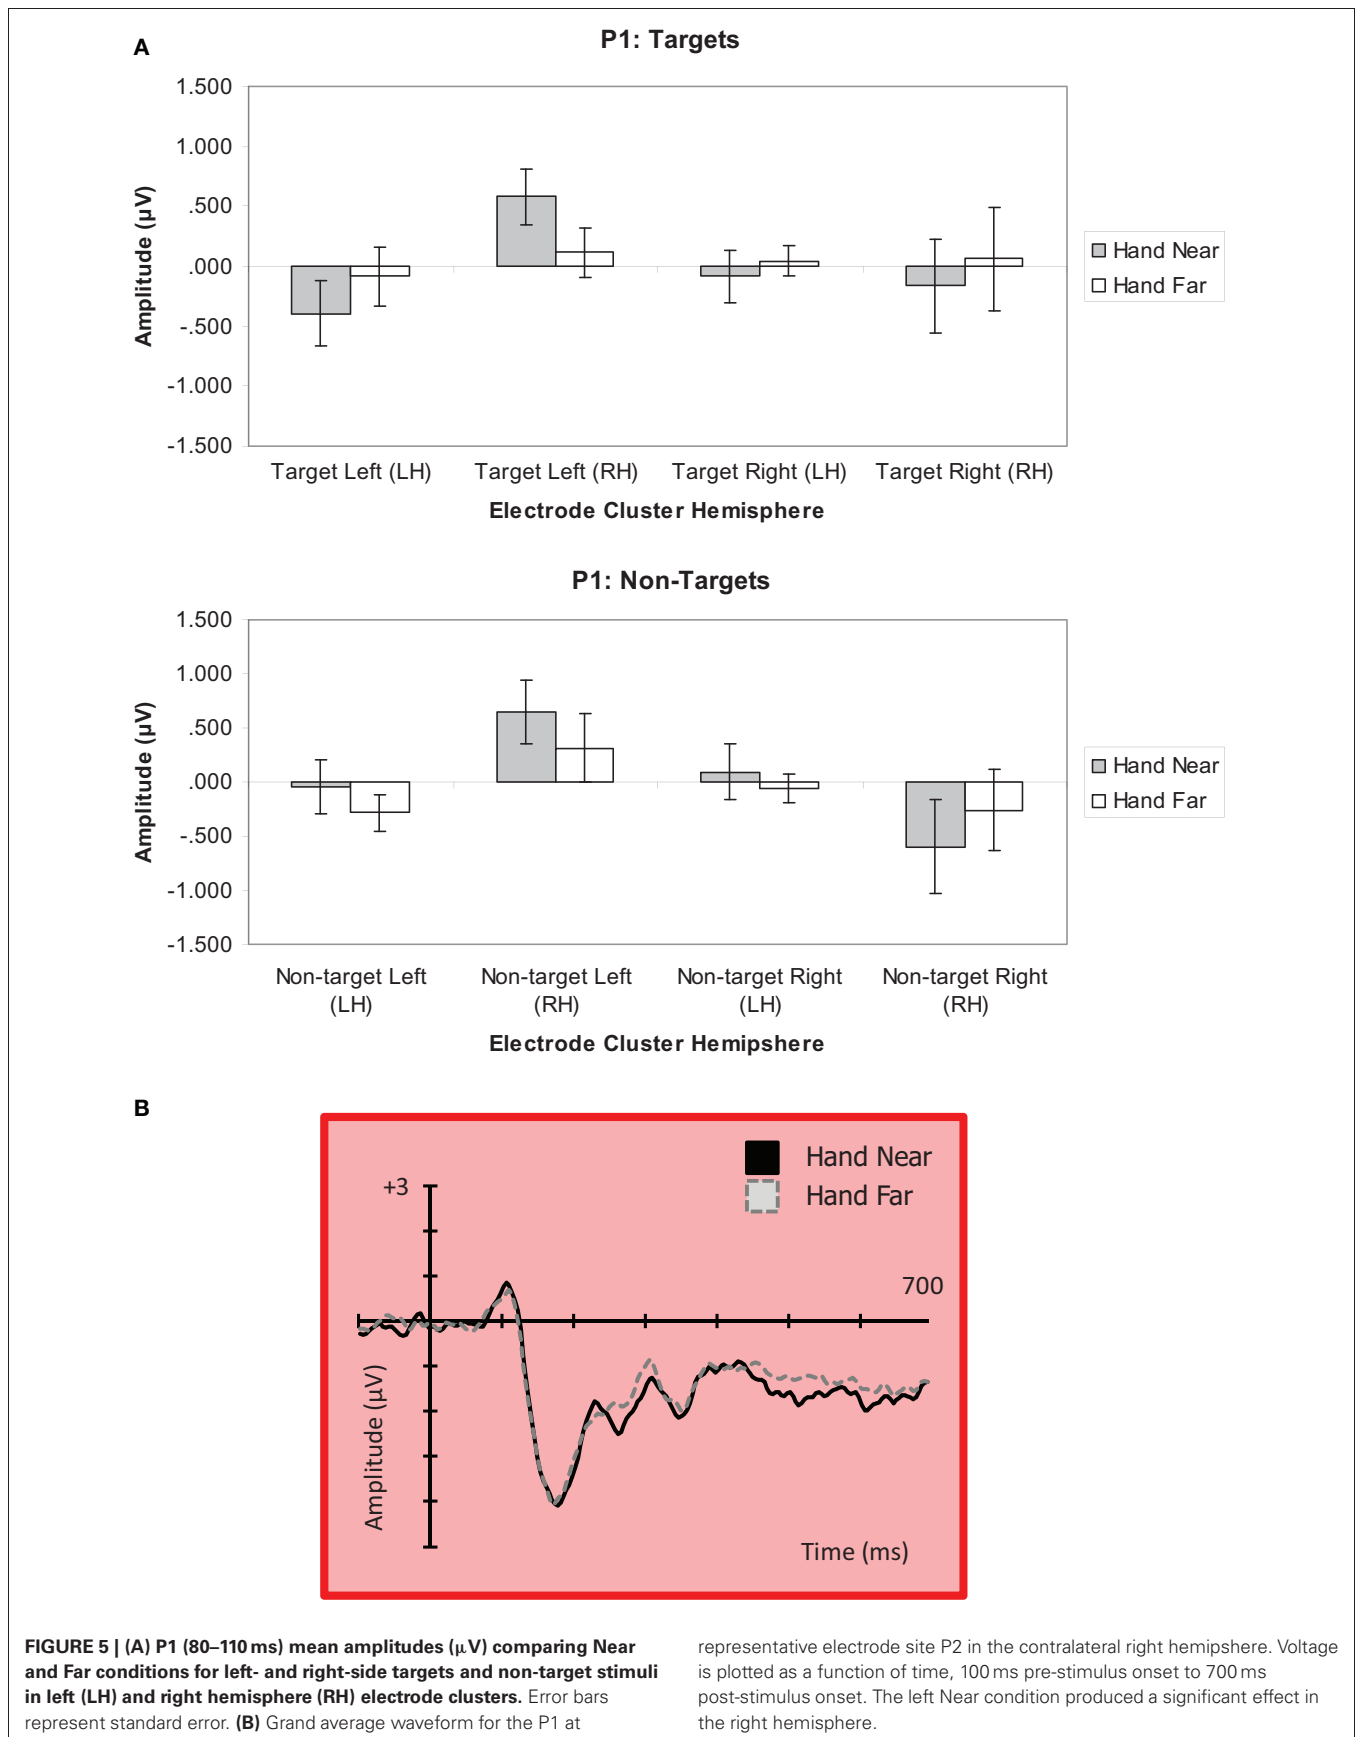 A
P1: Targets
1.500
1.000
.500
.000
-.500
-1.000
-1.500
Amplitude (µV)
Hand Near
Hand Far
Target Left (LH) Target Left (RH) Target Right (LH) Target Right (RH)
Electrode Cluster Hemisphere
P1: Non-Targets
1.500
1.000
.500
.000
-.500
-1.000
-1.500
Amplitude (µV)
Hand Near
Hand Far
Non-target Left Non-target Left Non-target Right Non-target Right
(LH) (RH) (LH) (RH)
Electrode Cluster Hemipshere
B
Hand Near
Hand Far
+3
700
Amplitude (µV)
Time (ms)
FIGURE 5 | (A) P1 (80–110 ms) mean amplitudes (µV) comparing Near
and Far conditions for left- and right-side targets and non-target stimuli
in left (LH) and right hemisphere (RH) electrode clusters. Error bars
represent standard error. (B) Grand average waveform for the P1 at
representative electrode site P2 in the contralateral right hemipshere. Voltage
is plotted as a function of time, 100 ms pre-stimulus onset to 700 ms
post-stimulus onset. The left Near condition produced a significant effect in
the right hemisphere.